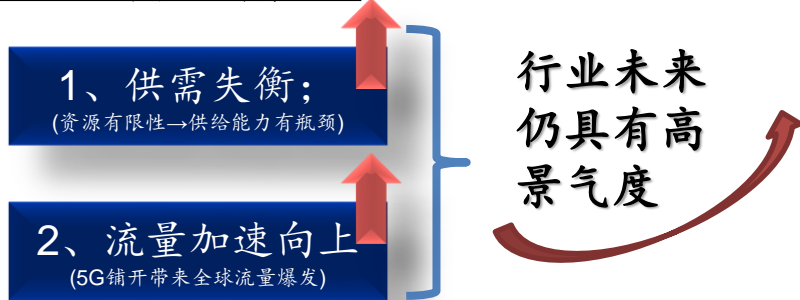 1、供需失衡；
(资源有限性→供给能力有瓶颈)
2、流量加速向上
(5G铺开带来全球流量爆发)
行业未来
仍具有高
景气度